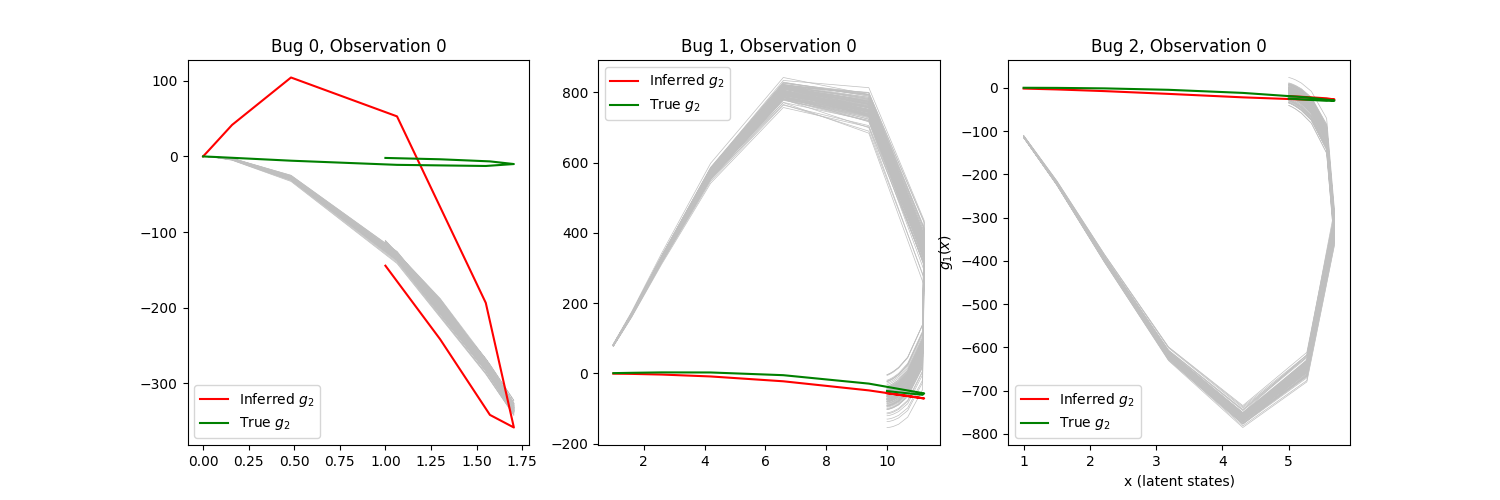 Bug 0, Observation 0
100
0
−100
−200
−300
Inferred g₂
True g₂
0.00 0.25 0.50 0.75 1.00 1.25 1.50 1.75
Bug 1, Observation 0
Inferred g₂
True g₂
800
600
400
200
0
−200
2 4 6 8 10
Bug 2, Observation 0
g₁(x)
0
−100
−200
−300
−400
−500
−600
−700
−800
Inferred g₂
True g₂
1 2 3 4 5
x (latent states)